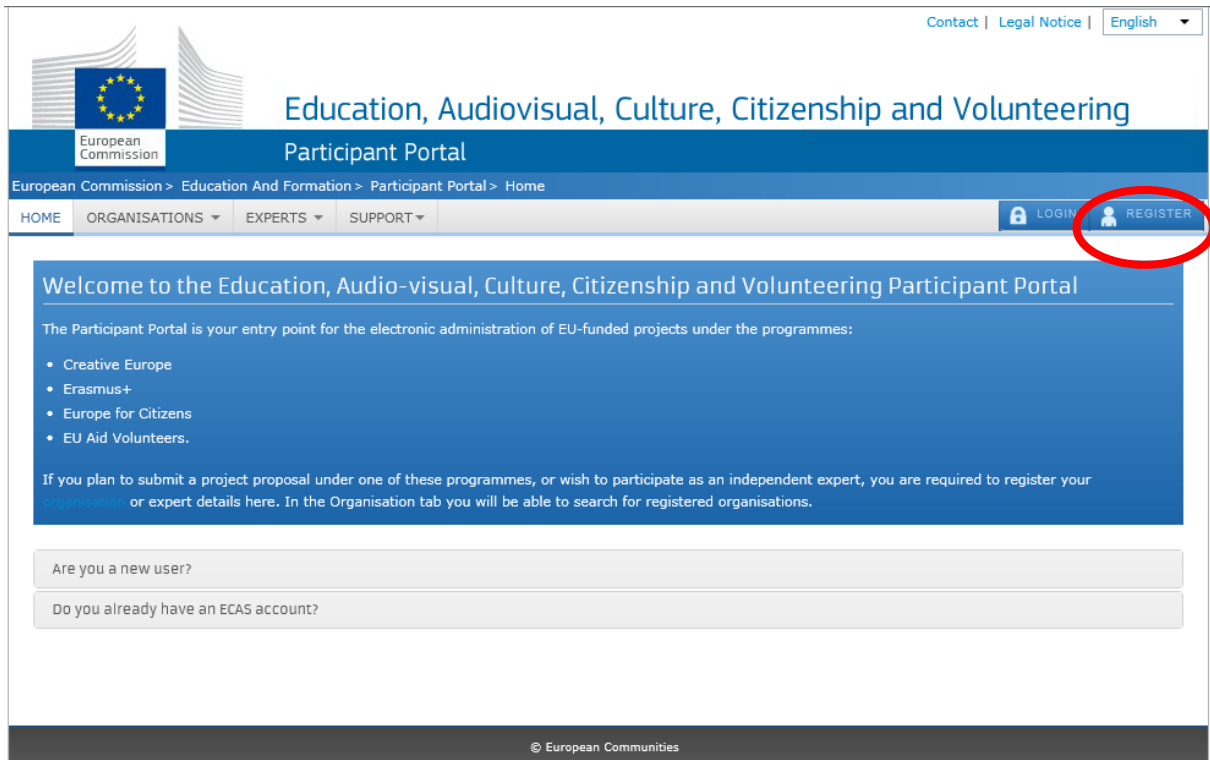 Contact | Legal Notice | English
Education, Audiovisual, Culture, Citizenship and Volunteering
European
Commission
Participant Portal
European Commission > Education And Formation > Participant Portal > Home
HOME ORGANISATIONS EXPERTS SUPPORT LOGIN REGISTER
Welcome to the Education, Audio-visual, Culture, Citizenship and Volunteering Participant Portal
The Participant Portal is your entry point for the electronic administration of EU-funded projects under the programmes:
• Creative Europe
• Erasmus+
• Europe for Citizens
• EU Aid Volunteers.
If you plan to submit a project proposal under one of these programmes, or wish to participate as an independent expert, you are required to register your
organisation or expert details here. In the Organisation tab you will be able to search for registered organisations.
Are you a new user?
Do you already have an ECAS account?
© European Communities